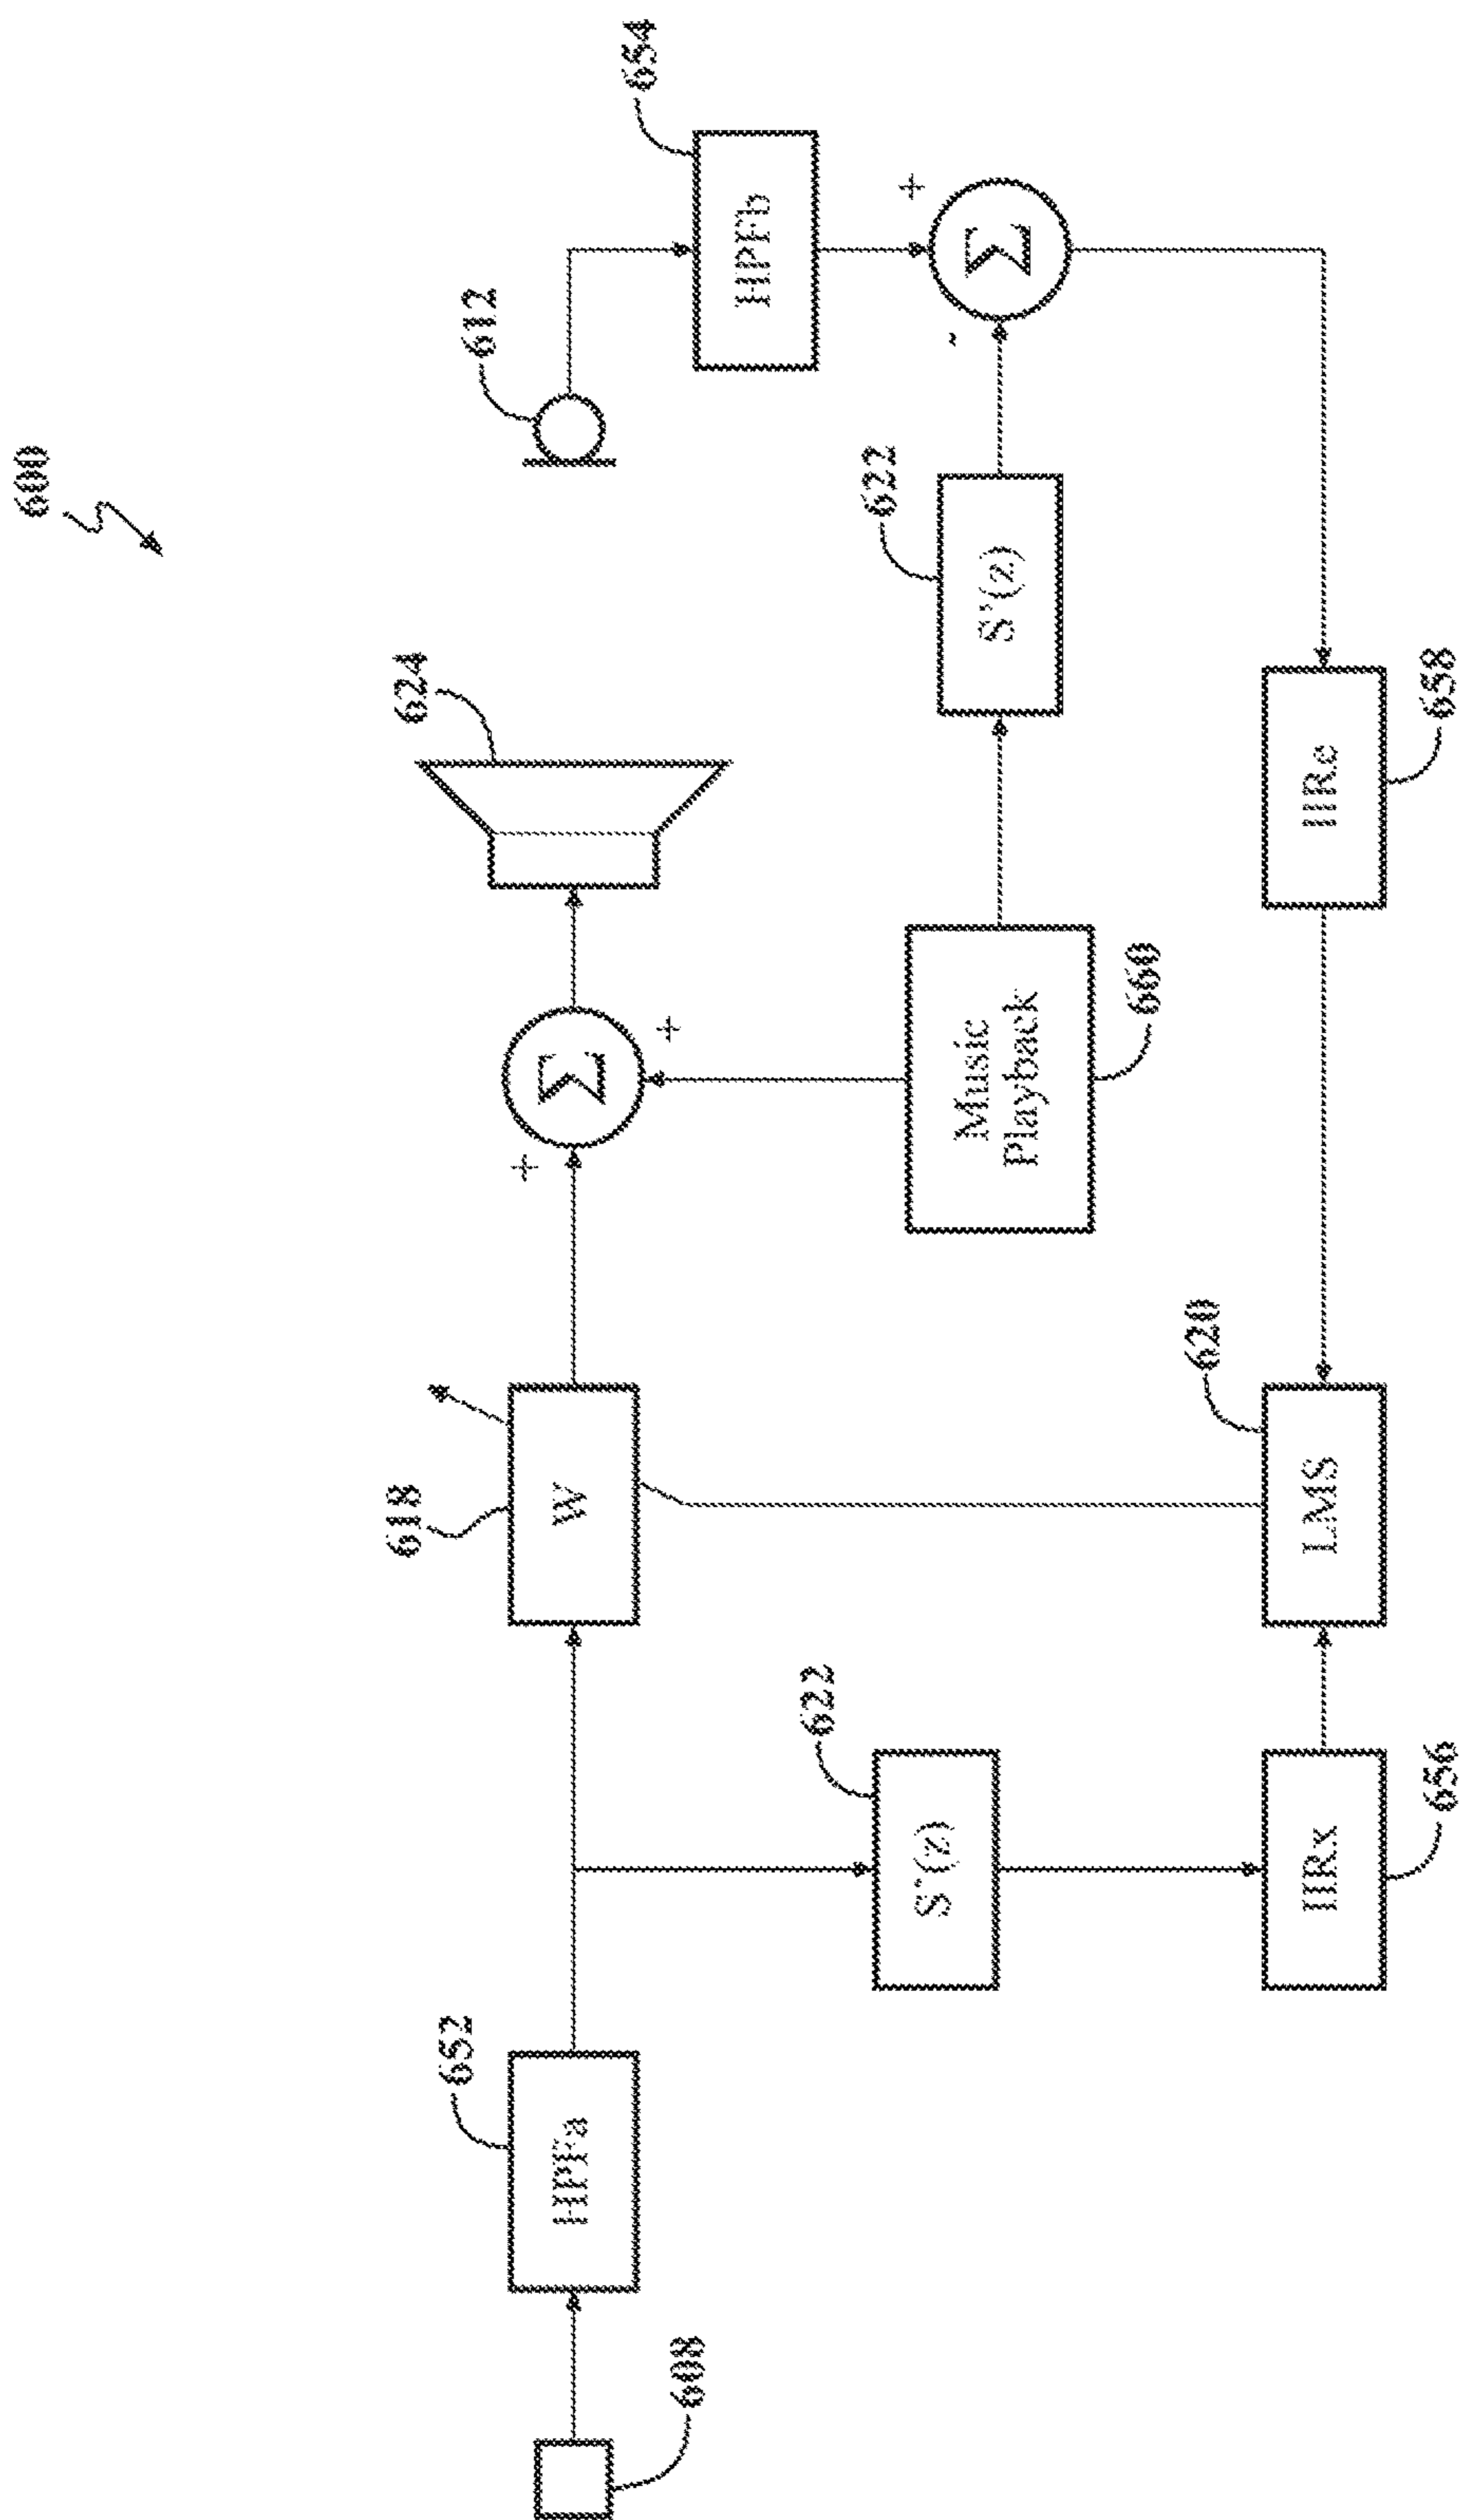 600
654
612
HPFb
+
Σ
-
624
622
S'(z)
658
IIRe
+
Σ
+
Music
Playback
660
618
W
620
LMS
622
S'(z)
656
IIRx
652
HPFa
608